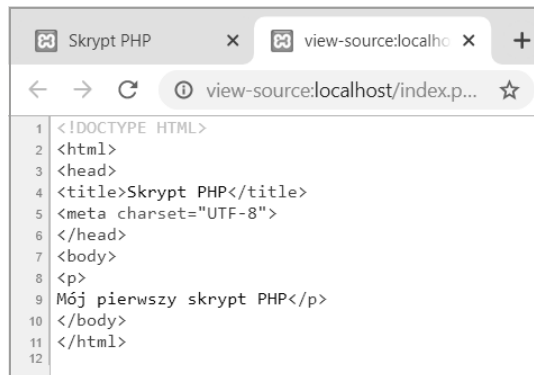 Skrypt PHP
view-source:localho
view-source:localhost/index.p...
1 <!DOCTYPE HTML>
2 <html>
3 <head>
4 <title>Skrypt PHP</title>
5 <meta charset="UTF-8">
6 </head>
7 <body>
8 <p>
9 Mój pierwszy skrypt PHP</p>
10 </body>
11 </html>
12